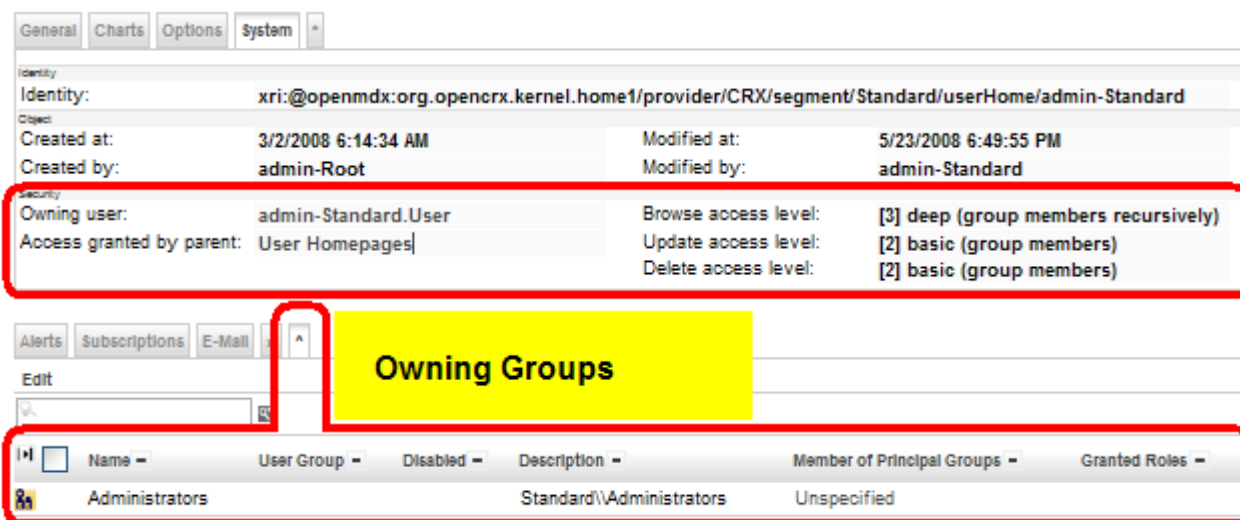 General Charts Options System *
Identity
Identity: xri:@openmdx:org.opencrx.kernel.home1/provider/CRX/segment/Standard/userHome/admin-Standard
Object
Created at: 3/2/2008 6:14:34 AM Modified at: 5/23/2008 6:49:55 PM
Created by: admin-Root Modified by: admin-Standard
Security
Owning user: admin-Standard.User Browse access level: [3] deep (group members recursively)
Access granted by parent: User Homepages Update access level: [2] basic (group members)
Delete access level: [2] basic (group members)
Alerts Subscriptions E-Mail ^
Owning Groups
Edit
Name User Group Disabled Description Member of Principal Groups Granted Roles
Administrators Standard\\Administrators Unspecified